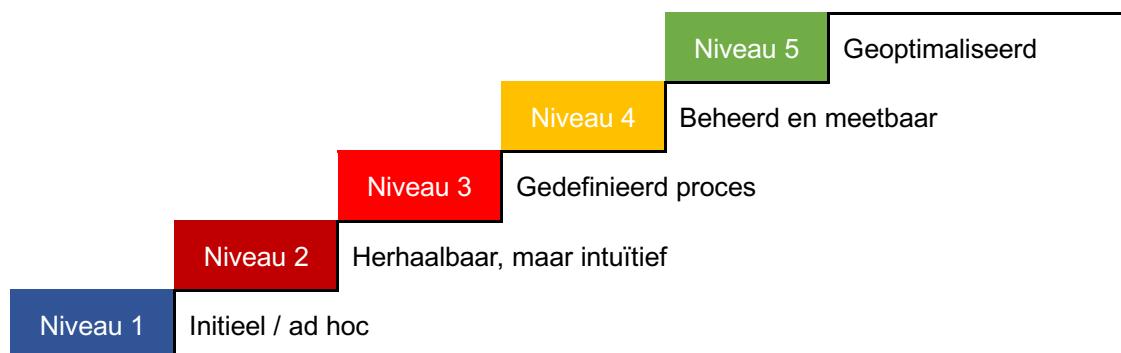 Niveau 5 Geoptimaliseerd
Niveau 4 Beheerd en meetbaar
Niveau 3 Gedefinieerd proces
Niveau 2 Herhaalbaar, maar intuïtief
Niveau 1 Initieel / ad hoc